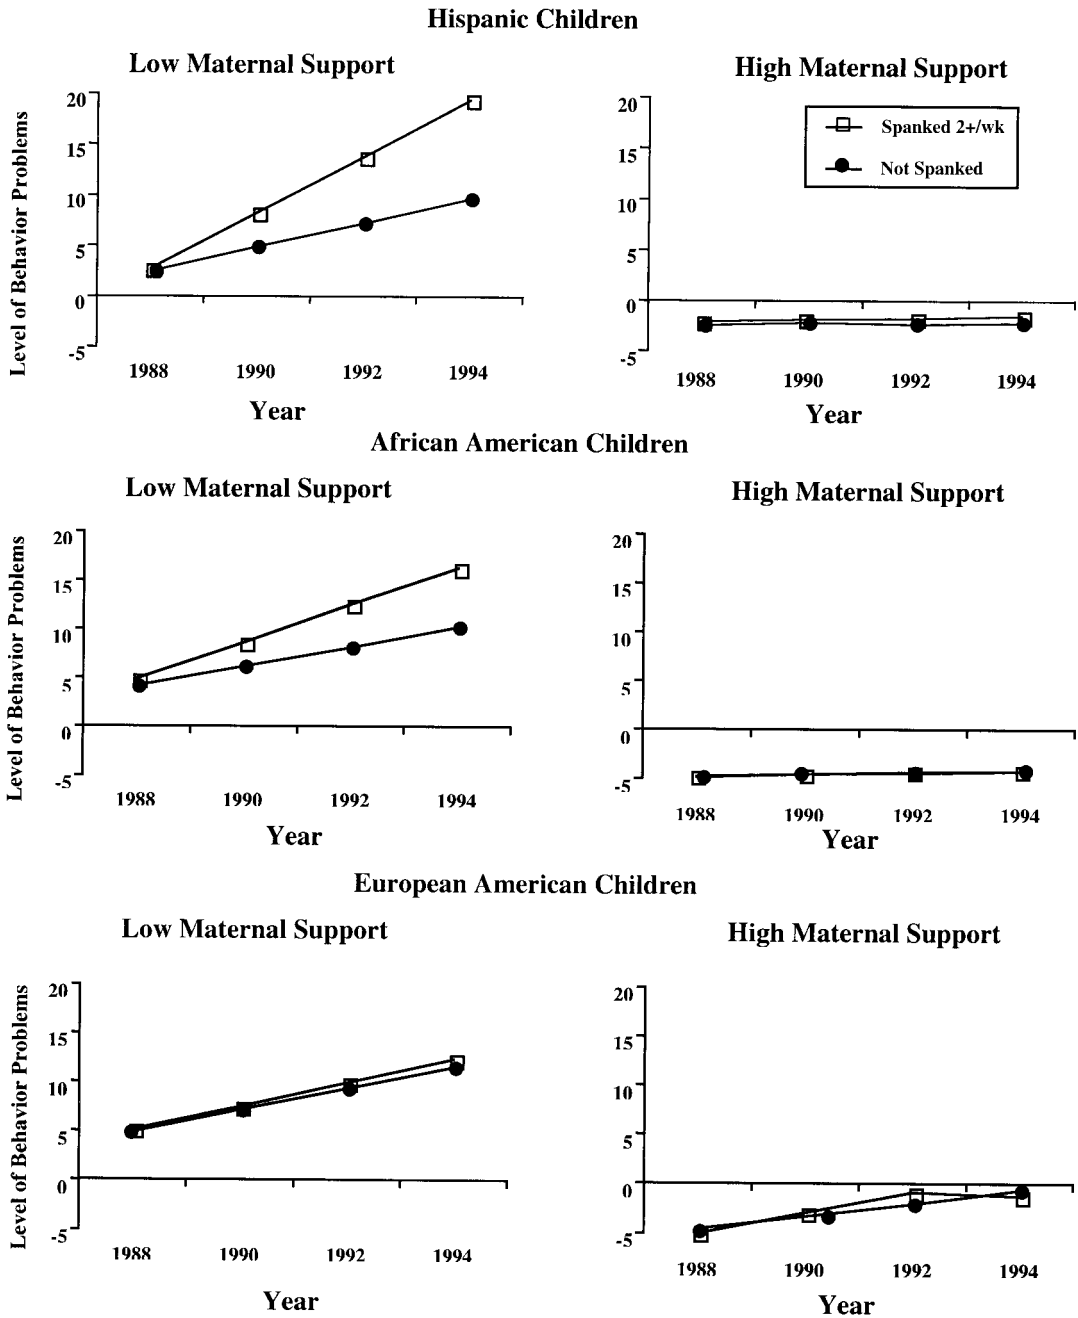 Hispanic Children
Low Maternal Support
High Maternal Support
Level of Behavior Problems
20
15
10
5
0
-5
1988 1990 1992 1994
Year
20
15
10
5
0
-5
Spanked 2+/wk
Not Spanked
1988 1990 1992 1994
Year
African American Children
Low Maternal Support
High Maternal Support
Level of Behavior Problems
20
15
10
5
0
-5
1988 1990 1992 1994
Year
20
15
10
5
0
-5
1988 1990 1992 1994
Year
European American Children
Low Maternal Support
High Maternal Support
Level of Behavior Problems
20
15
10
5
0
-5
1988 1990 1992 1994
Year
20
15
10
5
0
-5
1988 1990 1992 1994
Year